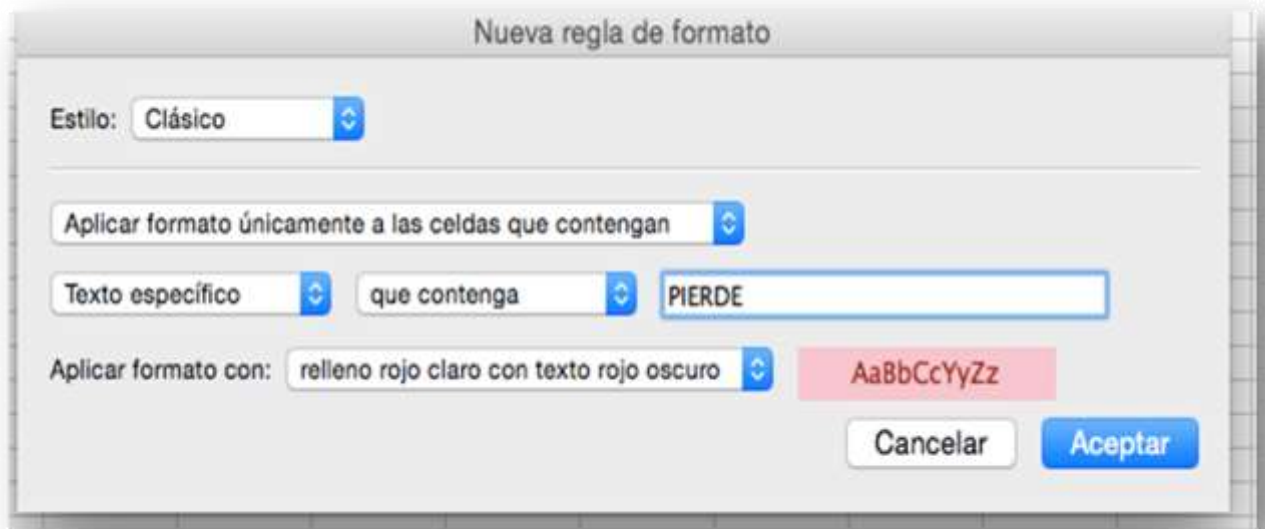 Nueva regla de formato
Estilo: Clásico
Aplicar formato únicamente a las celdas que contengan
Texto específico que contenga PIERDE
Aplicar formato con: relleno rojo claro con texto rojo oscuro AaBbCcYyZz
Cancelar Aceptar